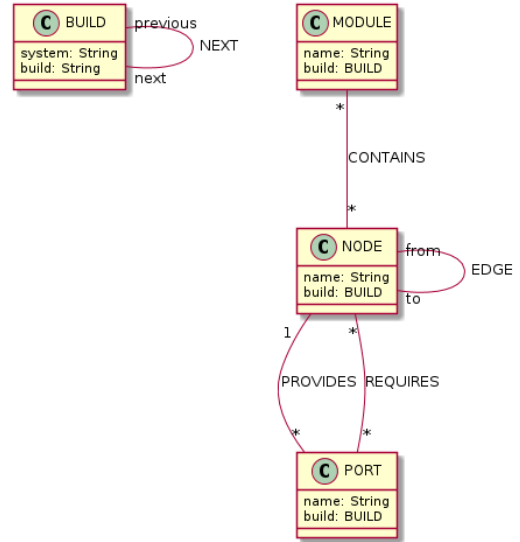 C BUILD
system: String
build: String
previous
NEXT
next
C MODULE
name: String
build: BUILD
*
CONTAINS
*
C NODE
name: String
build: BUILD
from
EDGE
to
1
*
PROVIDES
REQUIRES
*
*
C PORT
name: String
build: BUILD